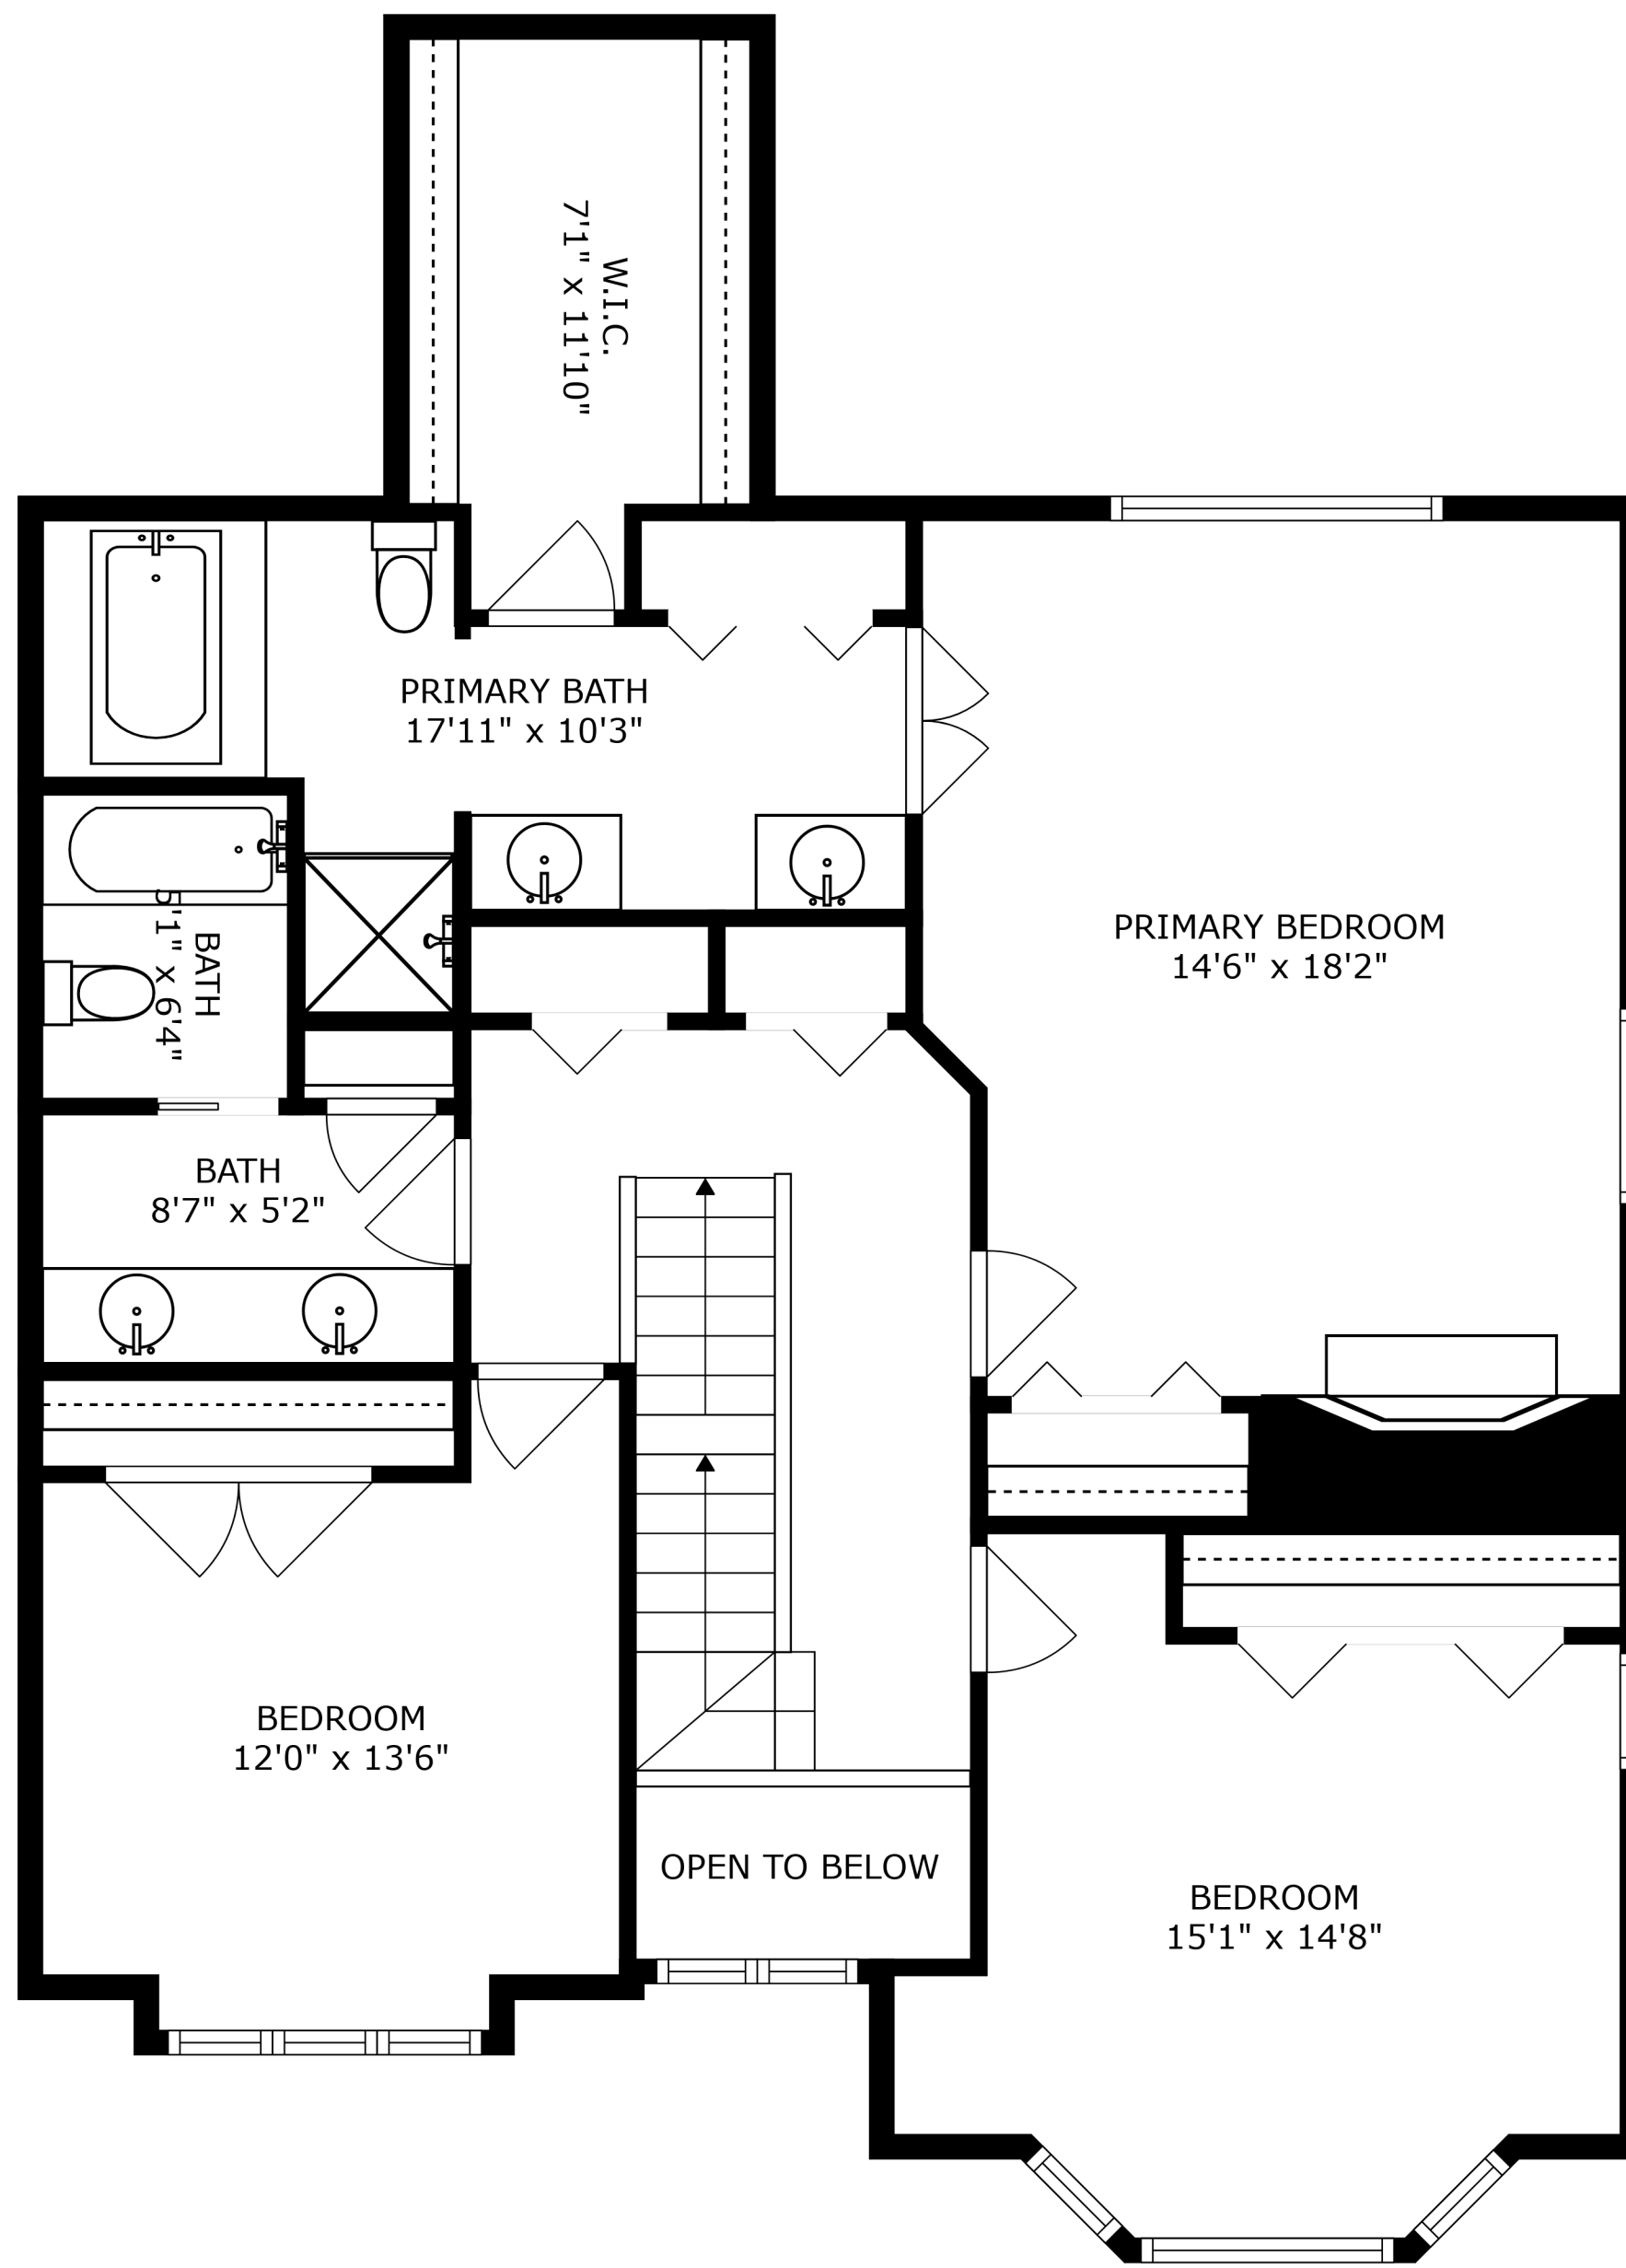 W.I.C.
7'1" x 11'10"
PRIMARY BATH
17'11" x 10'3"
PRIMARY BEDROOM
14'6" x 18'2"
BATH
5'1" x 6'4"
BATH
8'7" x 5'2"
BEDROOM
12'0" x 13'6"
OPEN TO BELOW
BEDROOM
15'1" x 14'8"